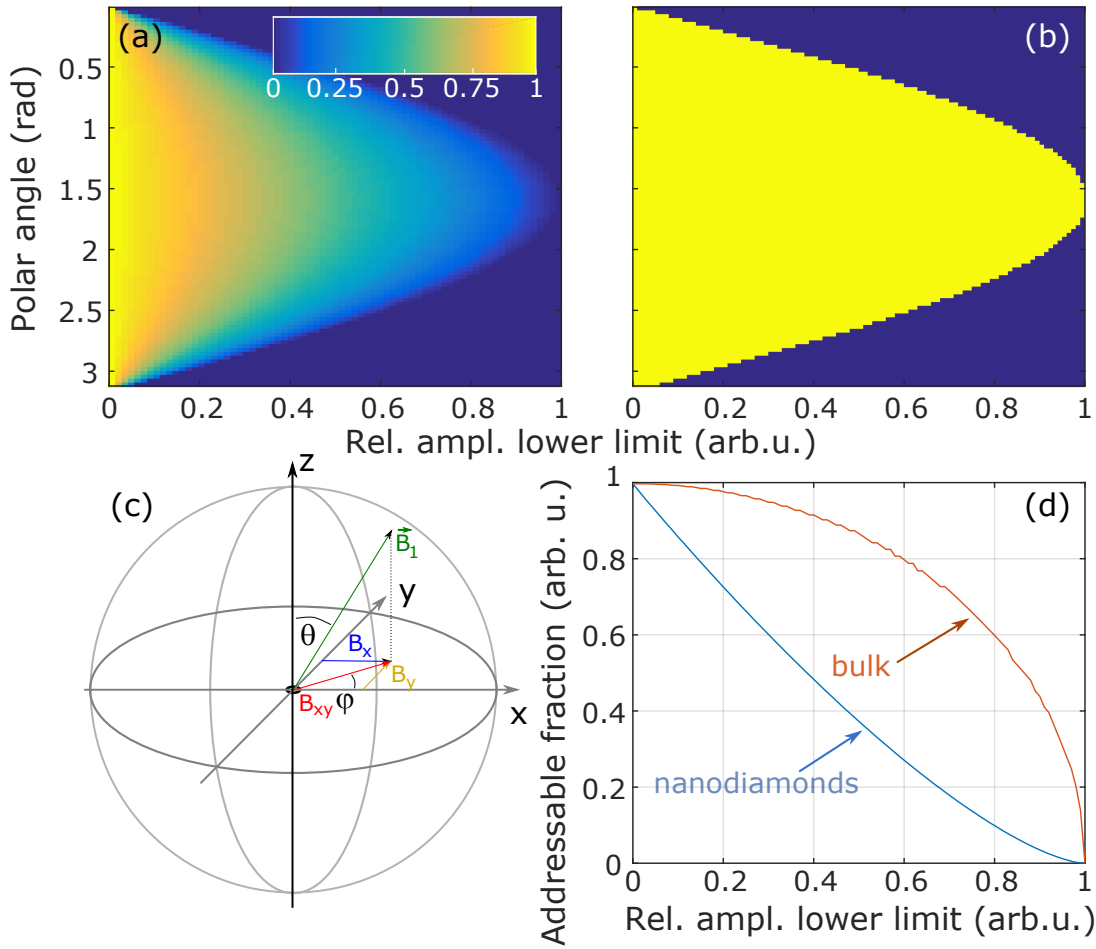 (a)
0 0.25 0.5 0.75 1
(b)
Polar angle (rad)
0.5
1
1.5
2
2.5
3
0 0.2 0.4 0.6 0.8 1
0 0.2 0.4 0.6 0.8 1
Rel. ampl. lower limit (arb.u.)
(c)
z
B₁
y
θ
Bₓ
B_y
B_xy
φ
x
(d)
Addressable fraction (arb. u.)
1
0.8
0.6
0.4
0.2
0
bulk
nanodiamonds
0.2 0.4 0.6 0.8 1
Rel. ampl. lower limit (arb.u.)